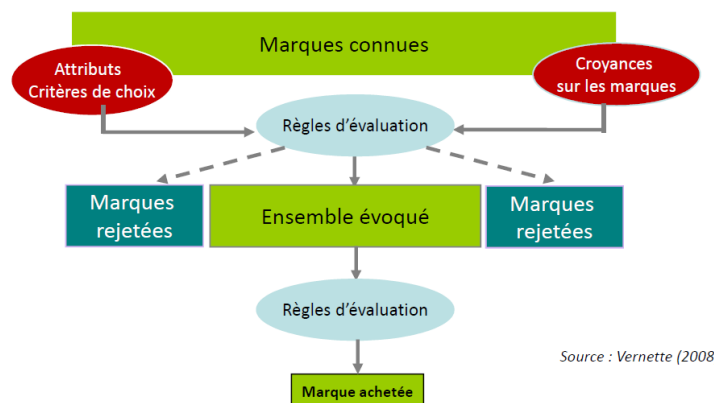 Marques connues
Attributs
Critères de choix
Croyances
sur les marques
Règles d'évaluation
Marques
rejetées
Ensemble évoqué
Marques
rejetées
Règles d'évaluation
Source : Vernette (2008
Marque achetée